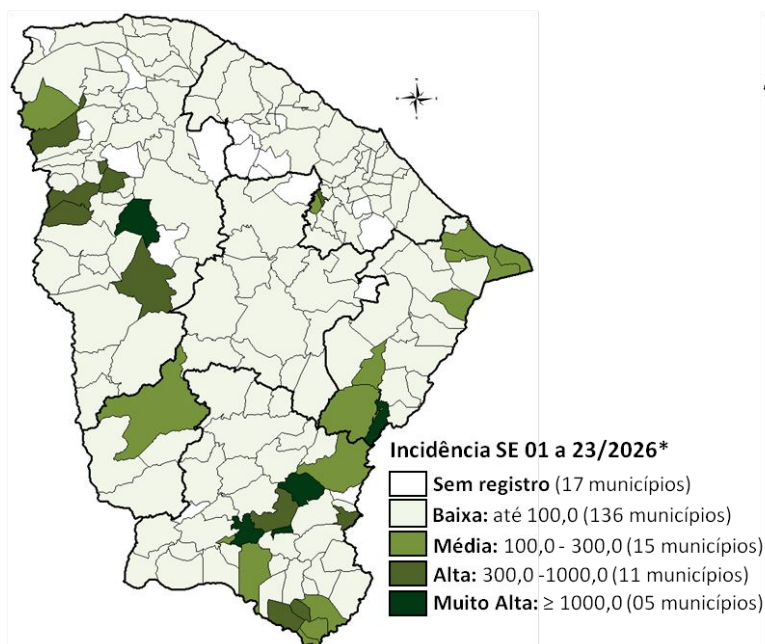 Incidência SE 01 a 23/2026*
Sem registro (17 municípios)
Baixa: até 100,0 (136 municípios)
Média: 100,0 - 300,0 (15 municípios)
Alta: 300,0 -1000,0 (11 municípios)
Muito Alta: ≥ 1000,0 (05 municípios)